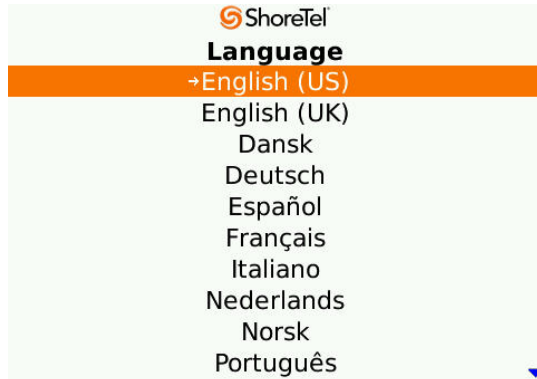 ShoreTel
Language
→English (US)
English (UK)
Dansk
Deutsch
Español
Français
Italiano
Nederlands
Norsk
Português